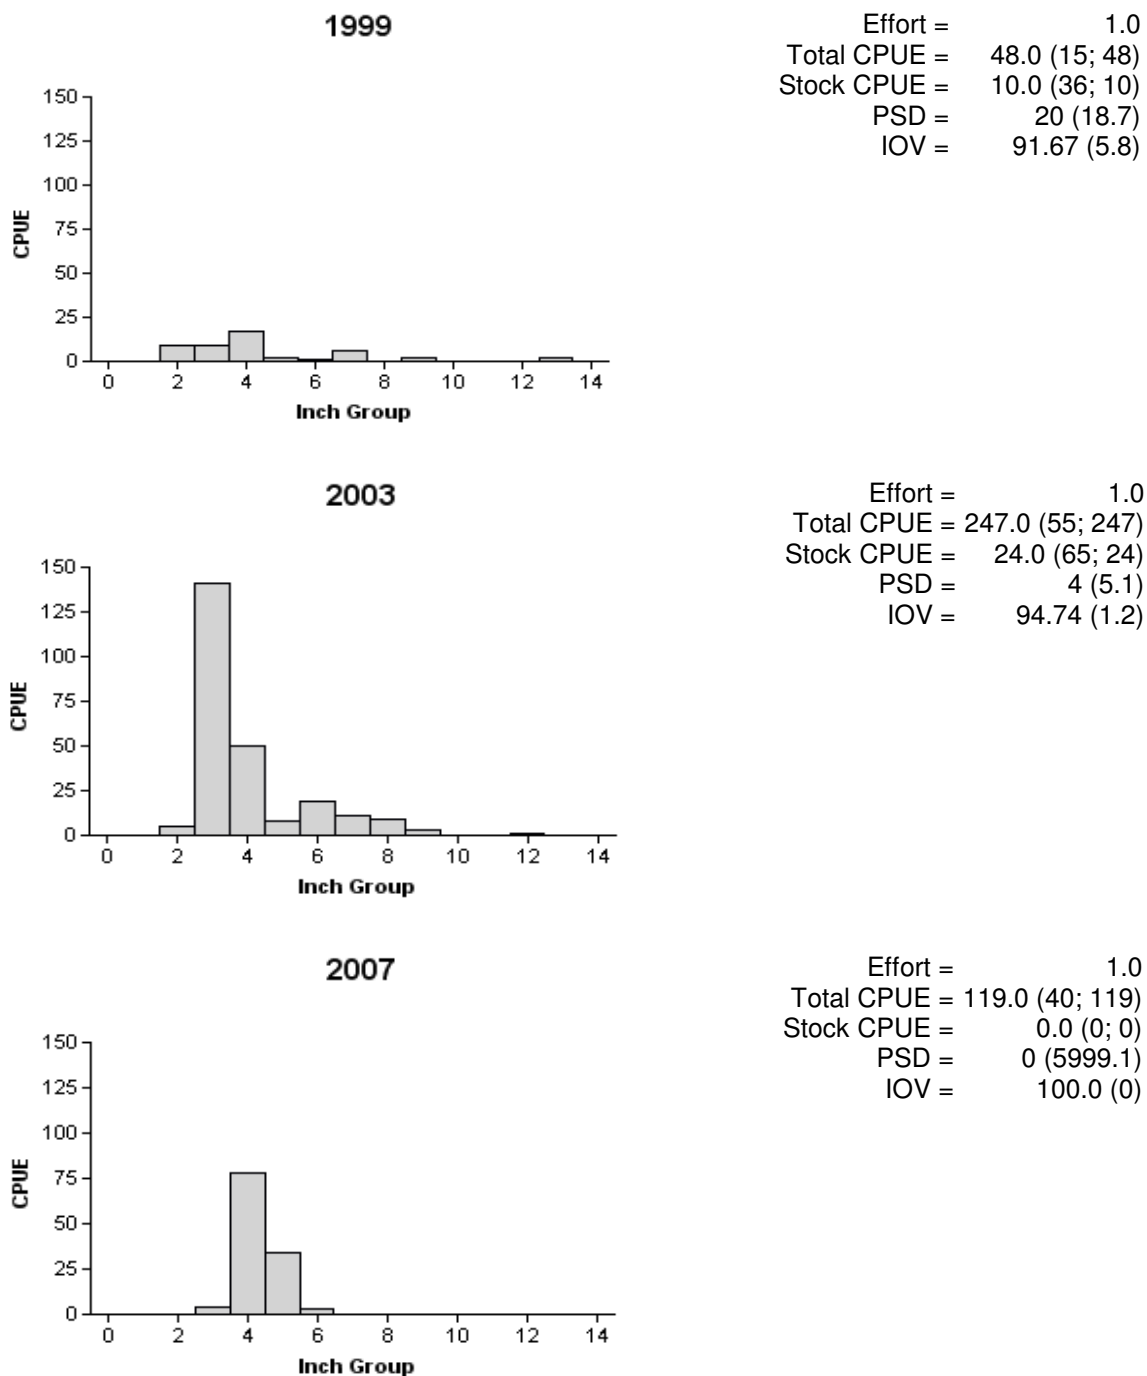 1999
Effort = 1.0
Total CPUE = 48.0 (15; 48)
Stock CPUE = 10.0 (36; 10)
PSD = 20 (18.7)
IOV = 91.67 (5.8)
150
125
100
75
50
25
0
CPUE
0 2 4 6 8 10 12 14
Inch Group
2003
Effort = 1.0
Total CPUE = 247.0 (55; 247)
Stock CPUE = 24.0 (65; 24)
PSD = 4 (5.1)
IOV = 94.74 (1.2)
150
125
100
75
50
25
0
CPUE
0 2 4 6 8 10 12 14
Inch Group
2007
Effort = 1.0
Total CPUE = 119.0 (40; 119)
Stock CPUE = 0.0 (0; 0)
PSD = 0 (5999.1)
IOV = 100.0 (0)
150
125
100
75
50
25
0
CPUE
0 2 4 6 8 10 12 14
Inch Group